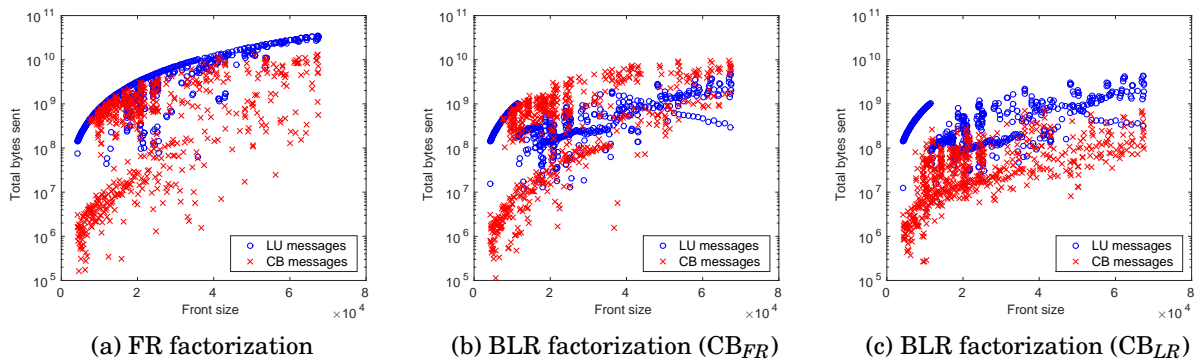 10^11
10^10
10^9
10^8
10^7
10^6
10^5
Total bytes sent
0 2 4 6 8
Front size
×10^4
LU messages
CB messages
(a) FR factorization
10^11
10^10
10^9
10^8
10^7
10^6
10^5
Total bytes sent
0 2 4 6 8
Front size
×10^4
LU messages
CB messages
(b) BLR factorization (CB_FR)
10^11
10^10
10^9
10^8
10^7
10^6
10^5
Total bytes sent
0 2 4 6 8
Front size
×10^4
LU messages
CB messages
(c) BLR factorization (CB_LR)